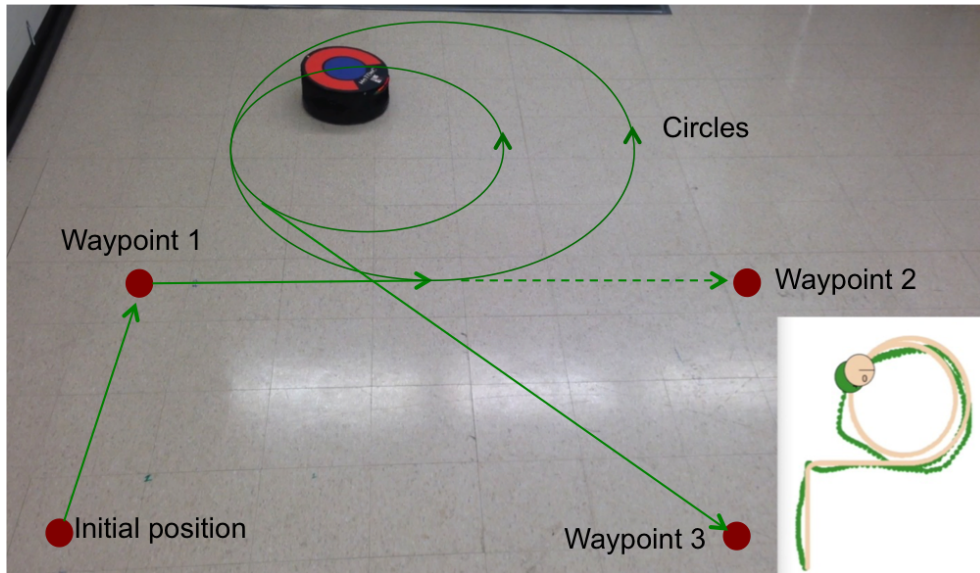 Circles
Waypoint 1
Waypoint 2
Initial position
Waypoint 3